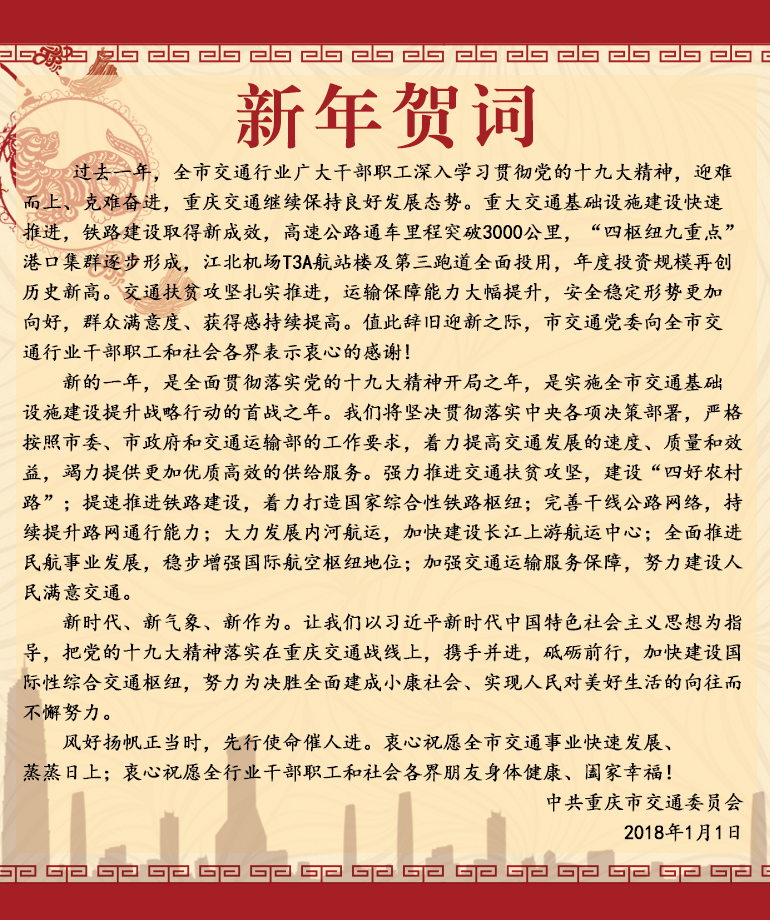 新年贺词
过去一年，全市交通行业广大干部职工深入学习贯彻党的十九大精神，迎难
而上、克难奋进，重庆交通继续保持良好发展态势。重大交通基础设施建设快速
推进，铁路建设取得新成效，高速公路通车里程突破3000公里，“四枢纽九重点”
港口集群逐步形成，江北机场T3A航站楼及第三跑道全面投用，年度投资规模再创
历史新高。交通扶贫攻坚扎实推进，运输保障能力大幅提升，安全稳定形势更加
向好，群众满意度、获得感持续提高。值此辞旧迎新之际，市交通党委向全市交
通行业干部职工和社会各界表示衷心的感谢！
新的一年，是全面贯彻落实党的十九大精神开局之年，是实施全市交通基础
设施建设提升战略行动的首战之年。我们将坚决贯彻落实中央各项决策部署，严格
按照市委、市政府和交通运输部的工作要求，着力提高交通发展的速度、质量和效
益，竭力提供更加优质高效的供给服务。强力推进交通扶贫攻坚，建设“四好农村
路”；提速推进铁路建设，着力打造国家综合性铁路枢纽；完善干线公路网络，持
续提升路网通行能力；大力发展内河航运，加快建设长江上游航运中心；全面推进
民航事业发展，稳步增强国际航空枢纽地位；加强交通运输服务保障，努力建设人
民满意交通。
新时代、新气象、新作为。让我们以习近平新时代中国特色社会主义思想为指
导，把党的十九大精神落实在重庆交通战线上，携手并进，砥砺前行，加快建设国
际性综合交通枢纽，努力为决胜全面建成小康社会、实现人民对美好生活的向往而
不懈努力。
风好扬帆正当时，先行使命催人进。衷心祝愿全市交通事业快速发展、
蒸蒸日上；衷心祝愿全行业干部职工和社会各界朋友身体健康、阖家幸福！
中共重庆市交通委员会
2018年1月1日